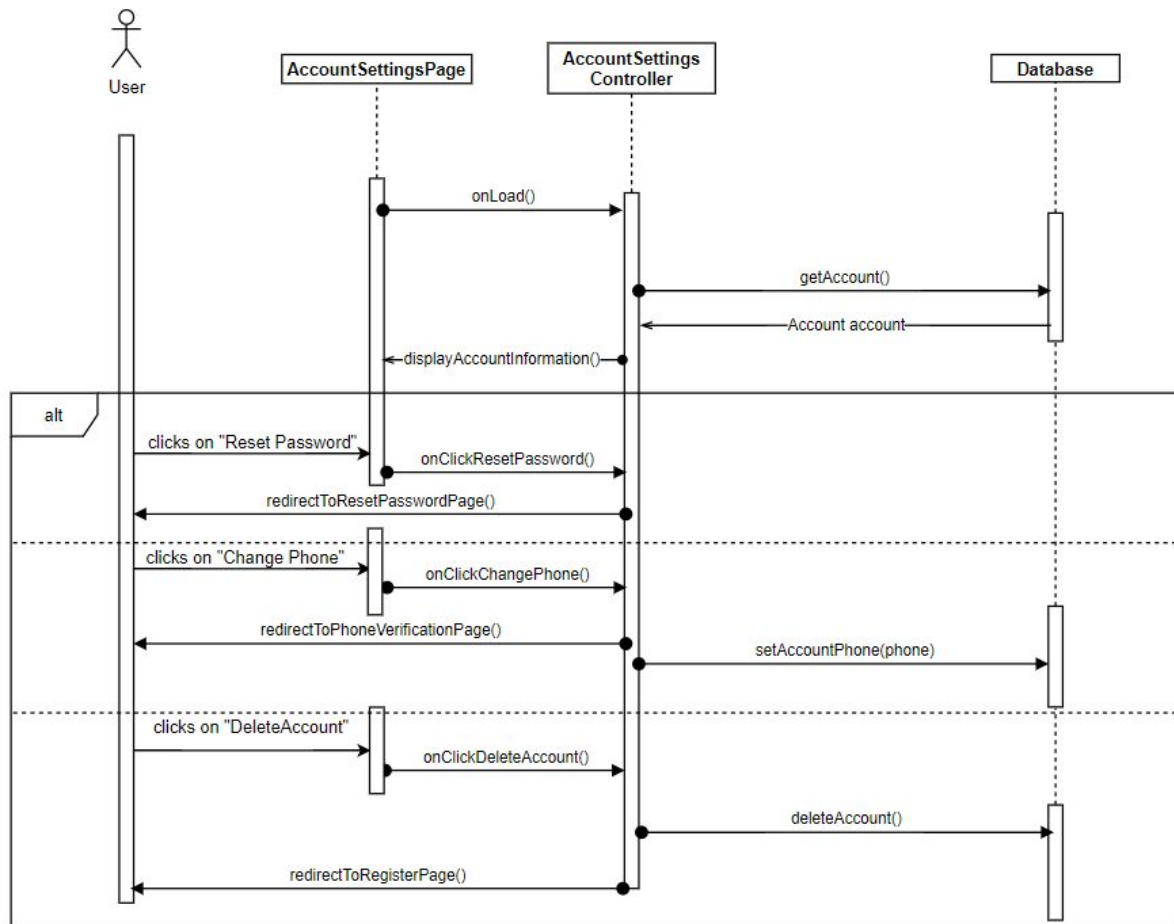 User
AccountSettingsPage
AccountSettings
Controller
Database
onLoad()
getAccount()
Account account
displayAccountInformation()
alt
clicks on "Reset Password"
onClickResetPassword()
redirectToResetPasswordPage()
clicks on "Change Phone"
onClickChangePhone()
redirectToPhoneVerificationPage()
setAccountPhone(phone)
clicks on "DeleteAccount"
onClickDeleteAccount()
deleteAccount()
redirectToRegisterPage()